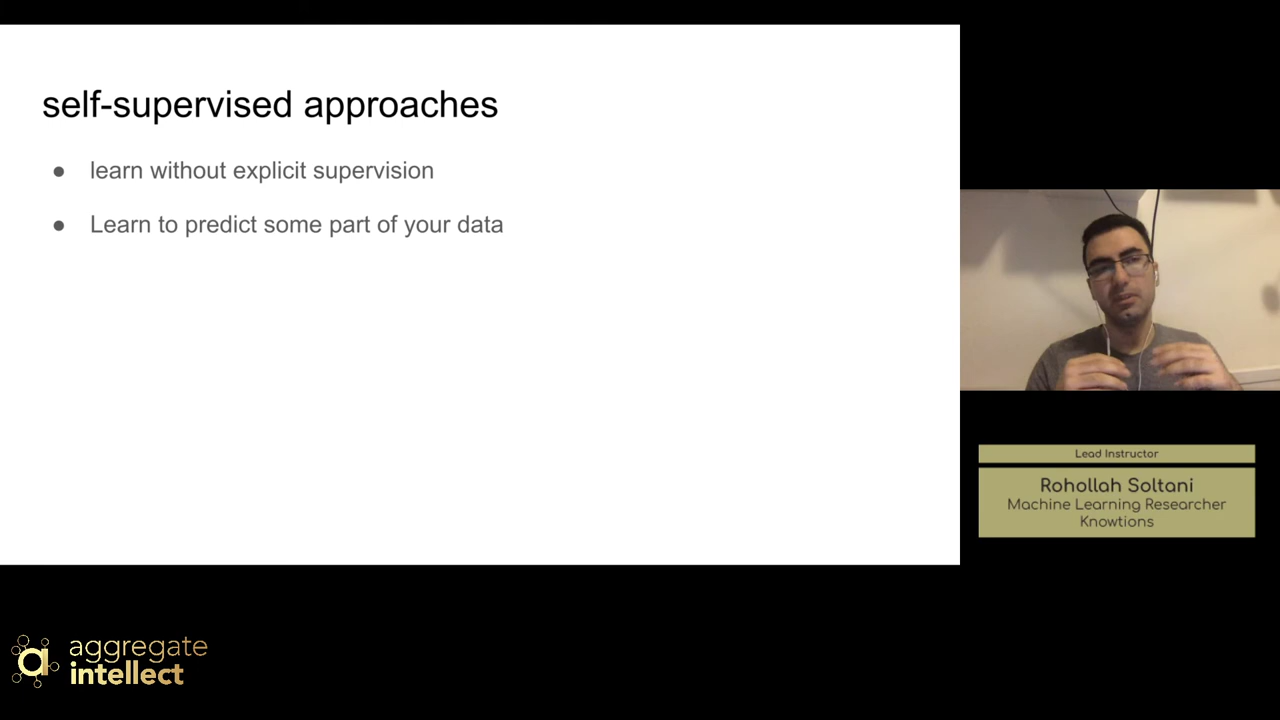 self-supervised approaches
● learn without explicit supervision
● Learn to predict some part of your data
Lead Instructor
Rohollah Soltani
Machine Learning Researcher
Knowtions
aggregate
intellect